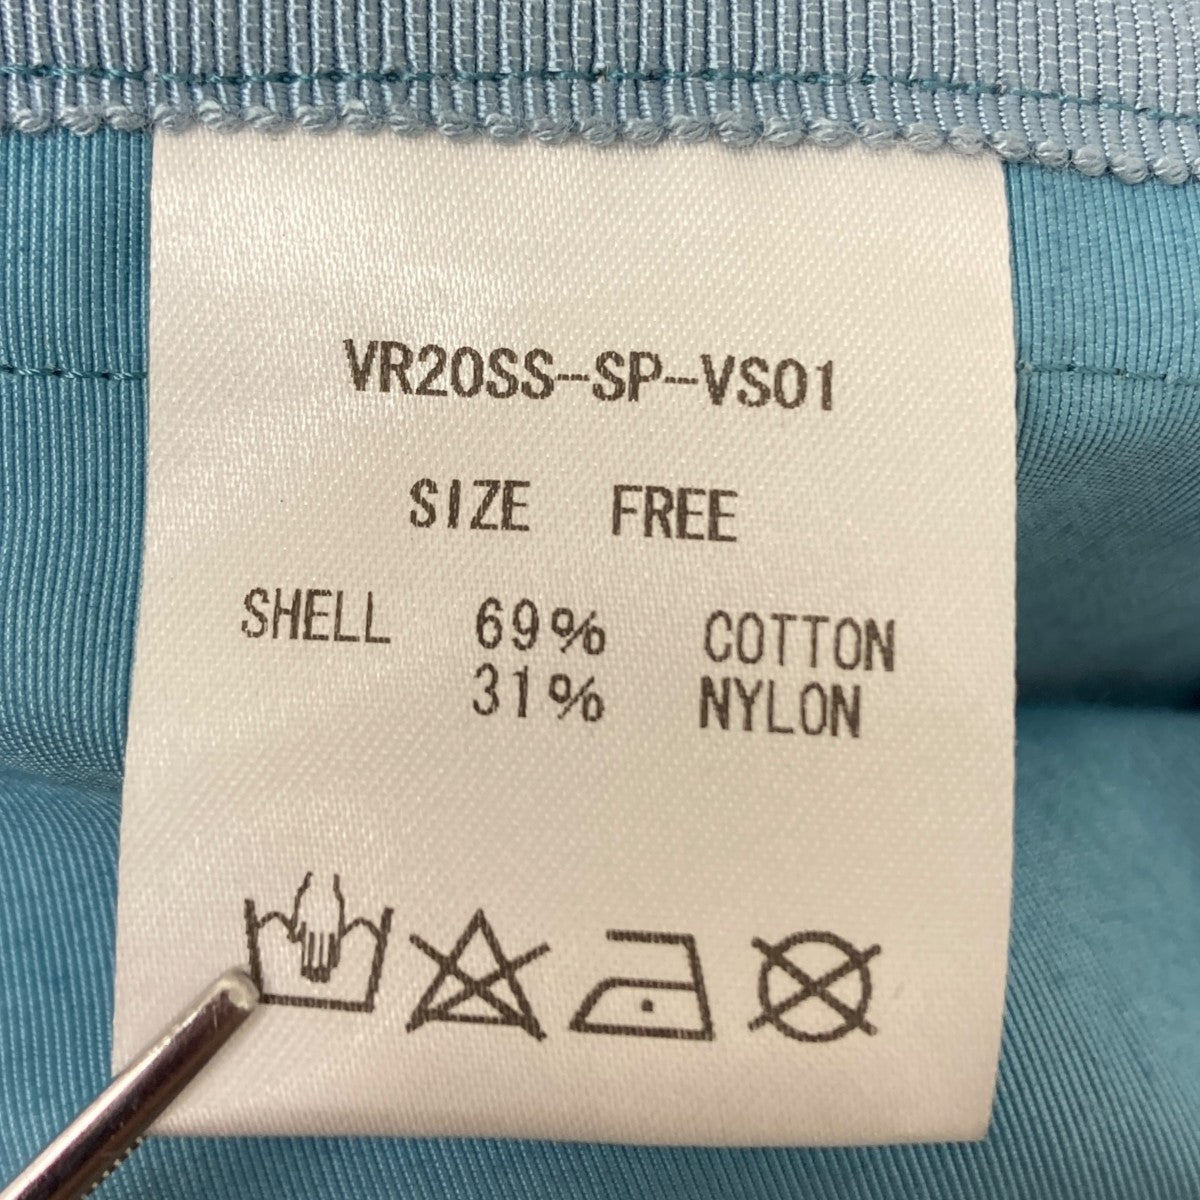 VR20SS-SP-VS01
SIZE FREE
SHELL 69% COTTON
31% NYLON